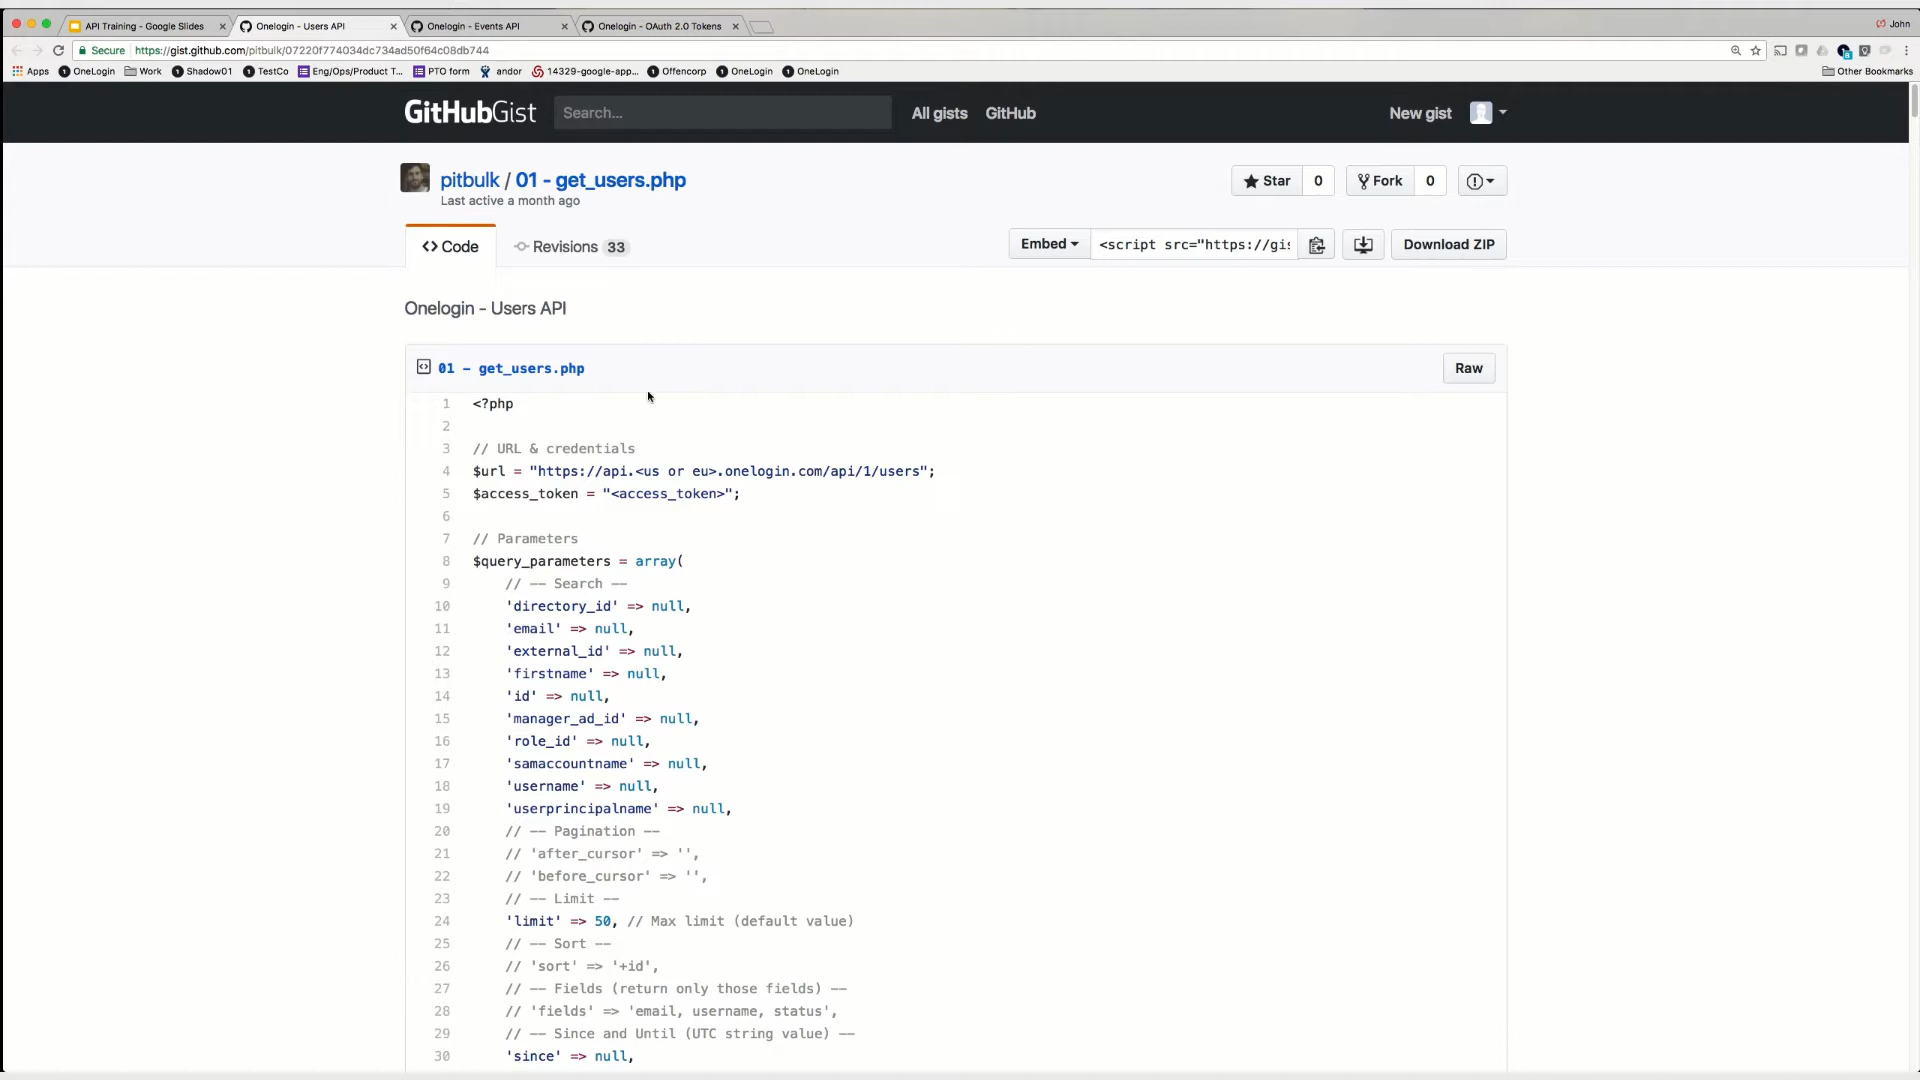 API Training - Google Slides
Onelogin - Users API
Onelogin - Events API
Onelogin - OAuth 2.0 Tokens
John
Secure https://gist.github.com/pitbulk/07220f774034dc734ad50f64c08db744
Apps OneLogin Work Shadow01 TestCo Eng/Ops/Product T... PTO form andor 14329-google-app... Offencorp OneLogin OneLogin Other Bookmarks
GitHubGist Search... All gists GitHub New gist
pitbulk / 01 - get_users.php
Star 0 Fork 0
Last active a month ago
Code Revisions 33 Embed <script src="https://gis Download ZIP
Onelogin - Users API
01 - get_users.php Raw
1 <?php
2
3 // URL & credentials
4 $url = "https://api.<us or eu>.onelogin.com/api/1/users";
5 $access_token = "<access_token>";
6
7 // Parameters
8 $query_parameters = array(
9 // -- Search --
10 'directory_id' => null,
11 'email' => null,
12 'external_id' => null,
13 'firstname' => null,
14 'id' => null,
15 'manager_ad_id' => null,
16 'role_id' => null,
17 'samaccountname' => null,
18 'username' => null,
19 'userprincipalname' => null,
20 // -- Pagination --
21 // 'after_cursor' => '',
22 // 'before_cursor' => '',
23 // -- Limit --
24 'limit' => 50, // Max limit (default value)
25 // -- Sort --
26 // 'sort' => '+id',
27 // -- Fields (return only those fields) --
28 // 'fields' => 'email, username, status',
29 // -- Since and Until (UTC string value) --
30 'since' => null,